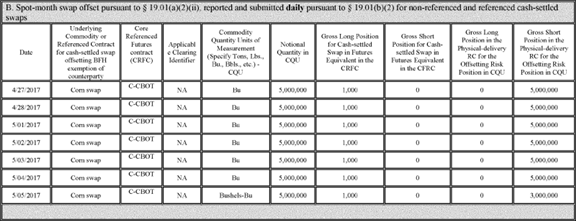 B. Spot-month swap offset pursuant to § 19.01(a)(2)(ii), reported and submitted daily pursuant to § 19.01(b)(2) for non-referenced and referenced cash-settled
swaps
Date
Underlying
Commodity or
Referenced Contract
for cash-settled swap
offsetting BFH
exemption of
counterparty
Core
Referenced
Futures
contract
(CRFC)
Applicabl
e Clearing
Identifier
Commodity
Quantity Units of
Measurement
(Specify Tons, Lbs.,
Bu., Bbls., etc.) -
CQU
Notional
Quantity in
CQU
Gross Long Position
for Cash-settled
Swap in Futures
Equivalent in the
CRFC
Gross Short
Position for Cash-
settled Swap in
Futures Equivalent
in the CFRC
Gross Long
Position in the
Physical-delivery
RC for the
Offsetting Risk
Position in CQU
Gross Short
Position in the
Physical-delivery
RC for the
Offsetting Risk
Position in CQU
4/27/2017 Corn swap C-CBOT NA Bu 5,000,000 1,000 0 0 5,000,000
4/28/2017 Corn swap C-CBOT NA Bu 5,000,000 1,000 0 0 5,000,000
5/01/2017 Corn swap C-CBOT NA Bu 5,000,000 1,000 0 0 5,000,000
5/02/2017 Corn swap C-CBOT NA Bu 5,000,000 1,000 0 0 5,000,000
5/03/2017 Corn swap C-CBOT NA Bu 5,000,000 1,000 0 0 5,000,000
5/04/2017 Corn swap C-CBOT NA Bu 5,000,000 1,000 0 0 5,000,000
5/05/2017 Corn swap C-CBOT NA Bushels-Bu 5,000,000 1,000 0 0 3,000,000